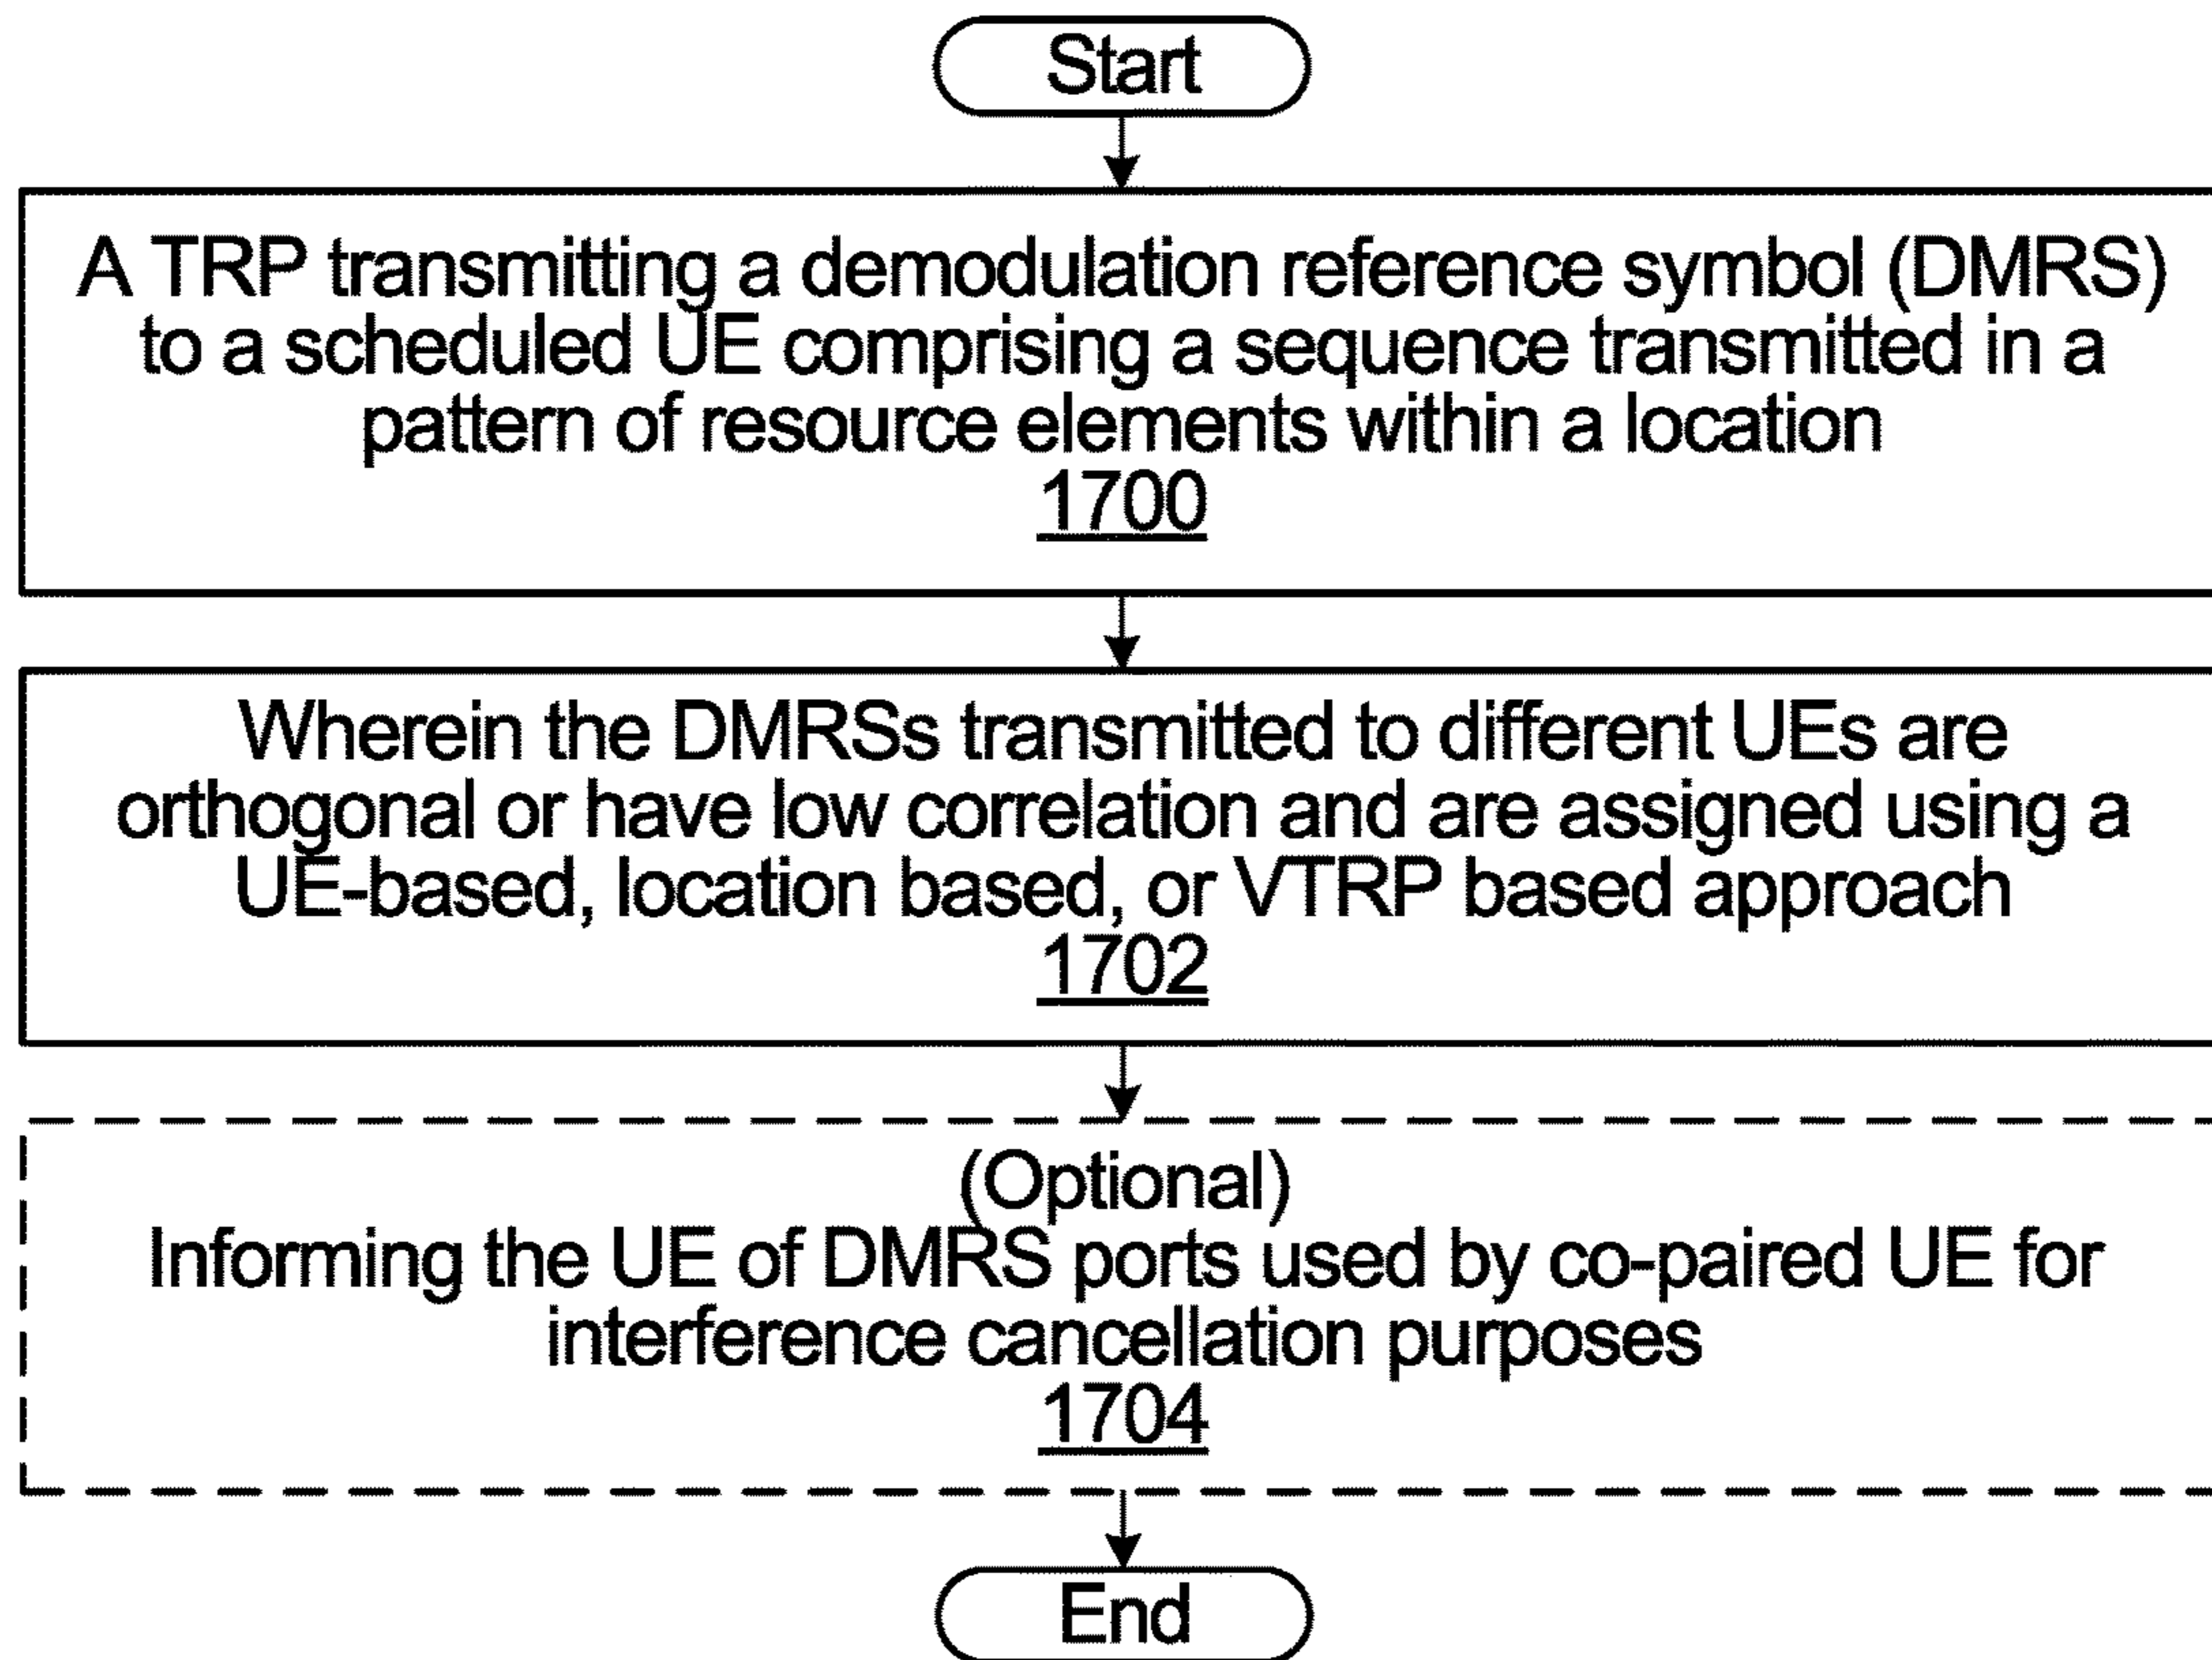 Start
A TRP transmitting a demodulation reference symbol (DMRS)
to a scheduled UE comprising a sequence transmitted in a
pattern of resource elements within a location
1700
Wherein the DMRSs transmitted to different UEs are
orthogonal or have low correlation and are assigned using a
UE-based, location based, or VTRP based approach
1702
(Optional)
Informing the UE of DMRS ports used by co-paired UE for
interference cancellation purposes
1704
End